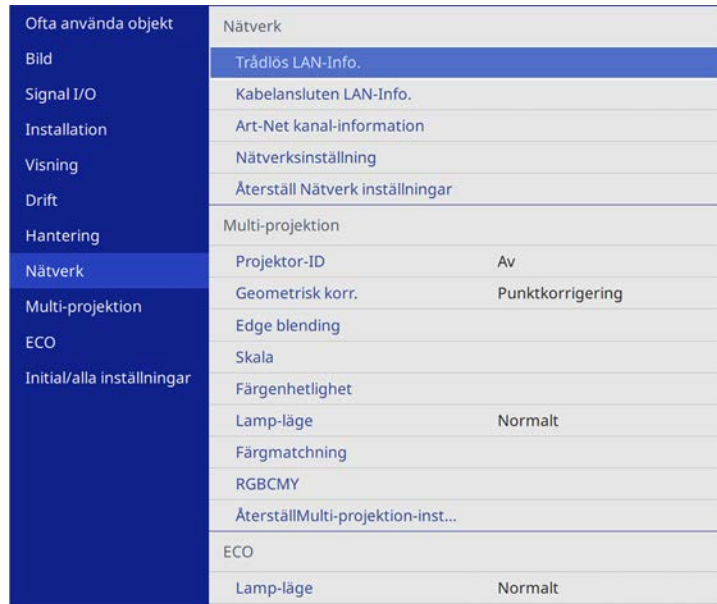 Ofta använda objekt
Bild
Signal I/O
Installation
Visning
Drift
Hantering
Nätverk
Multi-projektion
ECO
Initial/alla inställningar
Nätverk
Trådlös LAN-Info.
Kabelansluten LAN-Info.
Art-Net kanal-information
Nätverksinställning
Återställ Nätverk inställningar
Multi-projektion
Projektor-ID Av
Geometrisk korr. Punktkorrigering
Edge blending
Skala
Färgenhetlighet
Lamp-läge Normalt
Färgmatchning
RGBCMY
ÅterställMulti-projektion-inst...
ECO
Lamp-läge Normalt